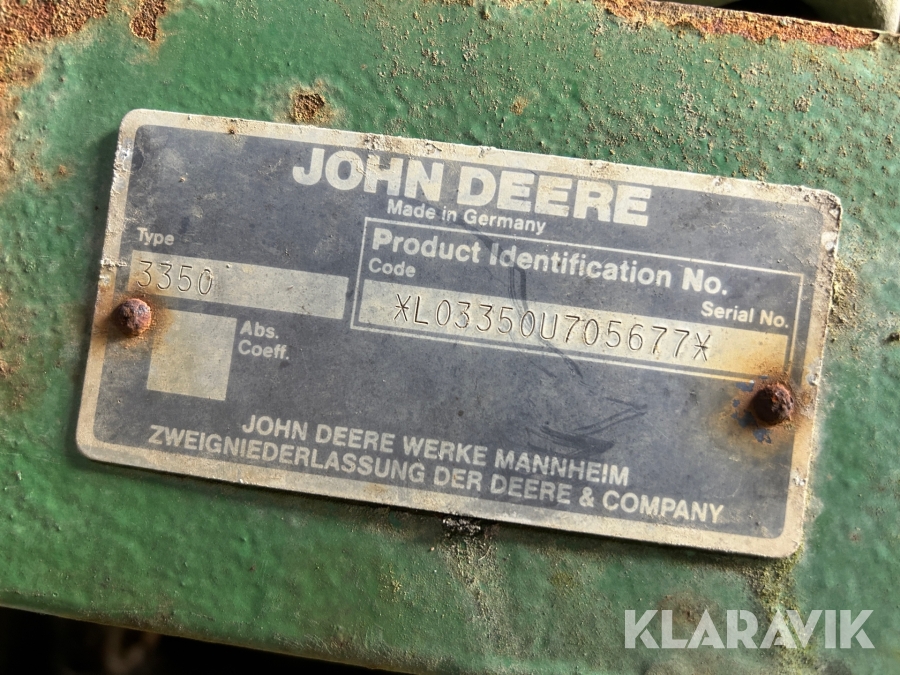 JOHN DEERE
Made in Germany
Type
3350
Product Identification No.
Code
Serial No.
*L03350U705677*
Abs.
Coeff.
JOHN DEERE WERKE MANNHEIM
ZWEIGNIEDERLASSUNG DER DEERE & COMPANY
KLARAVIK